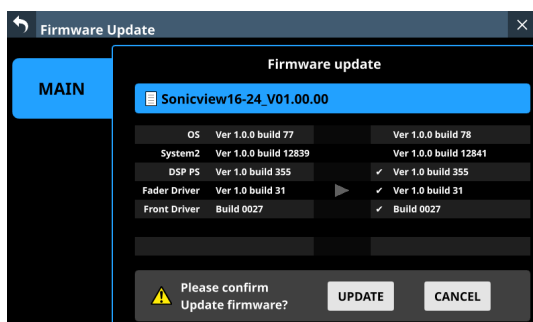 Firmware Update
MAIN
Firmware update
Sonicview16-24_V01.00.00
OS Ver 1.0.0 build 77 Ver 1.0.0 build 78
System2 Ver 1.0.0 build 12839 Ver 1.0.0 build 12841
DSP PS Ver 1.0 build 355 ✔ Ver 1.0 build 355
Fader Driver Ver 1.0 build 31 ✔ Ver 1.0 build 31
Front Driver Build 0027 ✔ Build 0027
Please confirm
Update firmware?
UPDATE
CANCEL